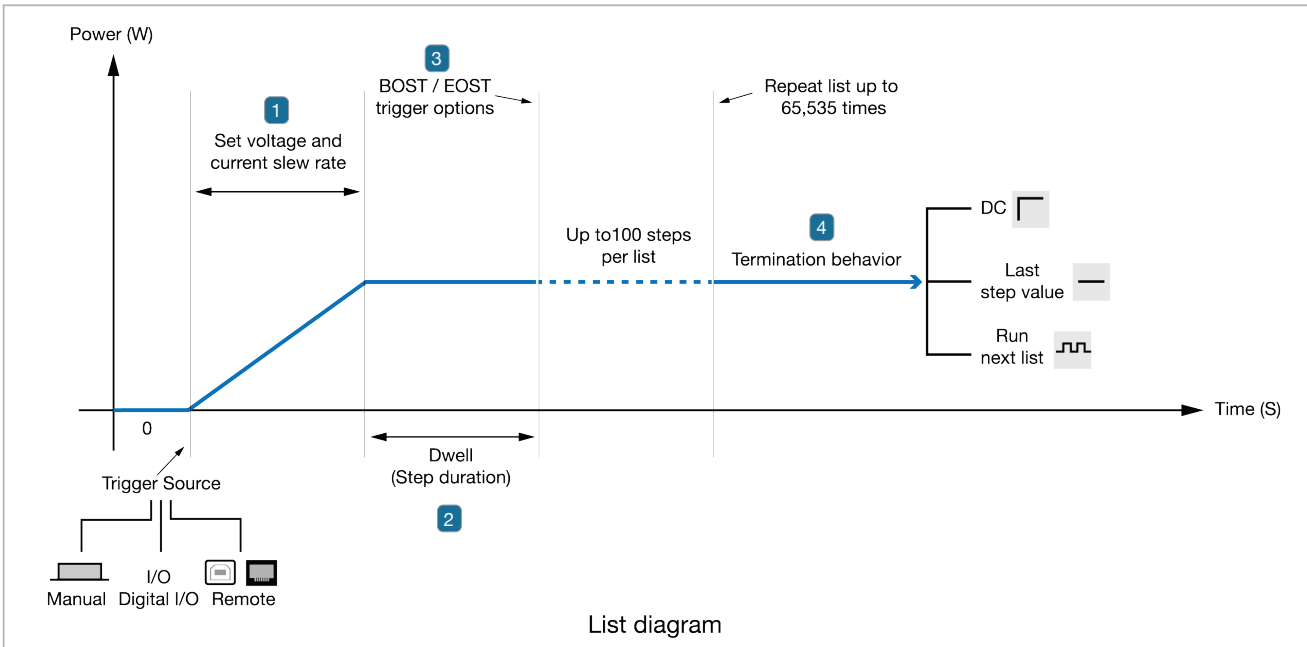 Power (W)
3
BOST / EOST
trigger options
Repeat list up to
65,535 times
1
Set voltage and
current slew rate
DC
4
Up to100 steps
per list
Termination behavior
Last
step value
Run
next list
Time (S)
0
Dwell
(Step duration)
2
Trigger Source
I/O
Manual Digital I/O Remote
List diagram